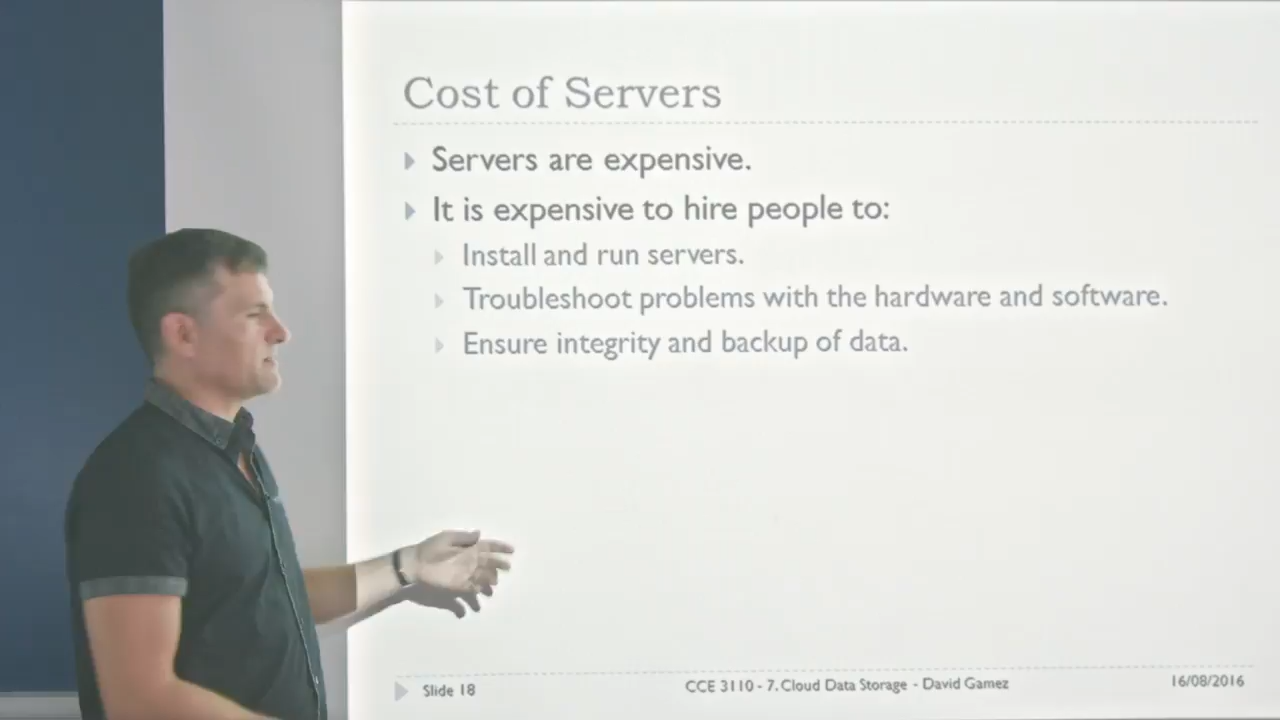 Cost of Servers
Servers are expensive.
It is expensive to hire people to:
Install and run servers.
Troubleshoot problems with the hardware and software.
Ensure integrity and backup of data.
Slide 18
CCE 3110 - 7. Cloud Data Storage - David Gamez
16/08/2016